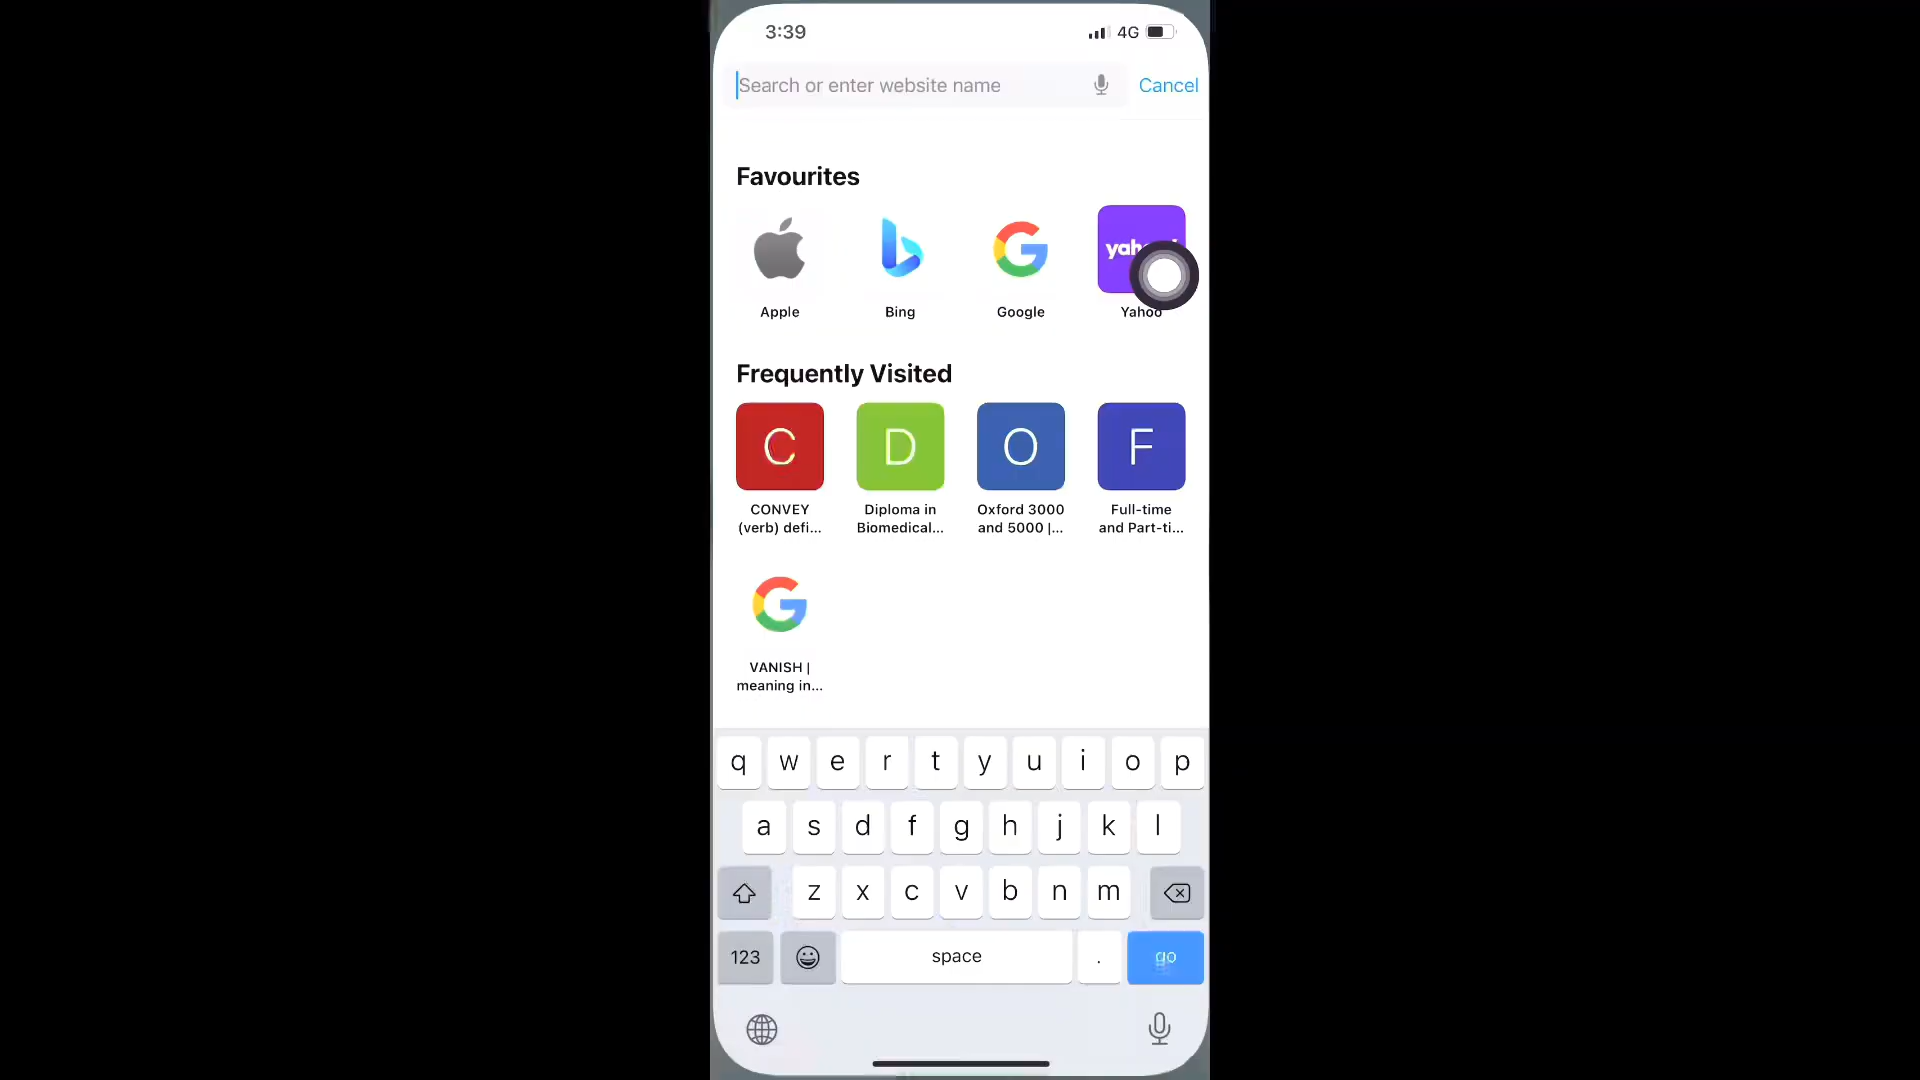 3:39
4G
Search or enter website name
Cancel
Favourites
Apple
Bing
Google
Yahoo
Frequently Visited
C
D
O
F
CONVEY
(verb) defi...
Diploma in
Biomedical...
Oxford 3000
and 5000 |...
Full-time
and Part-ti...
VANISH |
meaning in...
q w e r t y u i o p
a s d f g h j k l
z x c v b n m
123
space
.
go